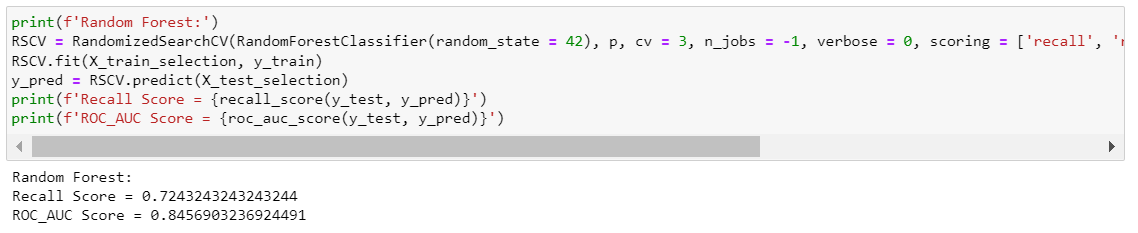 print(f'Random Forest:')
RSCV = RandomizedSearchCV(RandomForestClassifier(random_state = 42), p, cv = 3, n_jobs = -1, verbose = 0, scoring = ['recall', '
RSCV.fit(X_train_selection, y_train)
y_pred = RSCV.predict(X_test_selection)
print(f'Recall Score = {recall_score(y_test, y_pred)}')
print(f'ROC_AUC Score = {roc_auc_score(y_test, y_pred)}')
Random Forest:
Recall Score = 0.7243243243243244
ROC_AUC Score = 0.8456903236924491